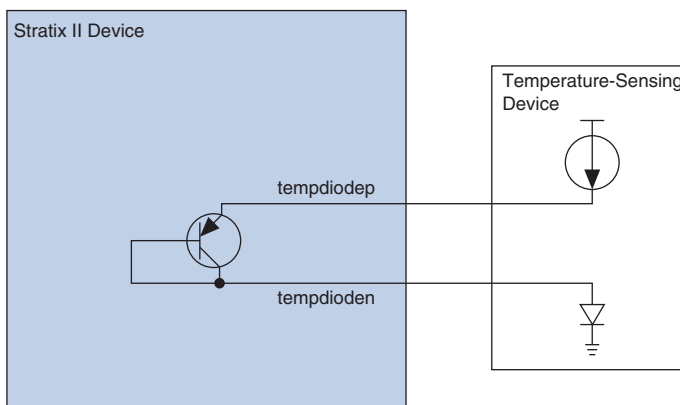 Stratix II Device
Temperature-Sensing
Device
tempdiodep
tempdioden